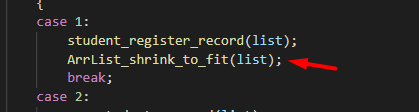 {
case 1:
student_register_record(list);
ArrList_shrink_to_fit(list);
break;
case 2: